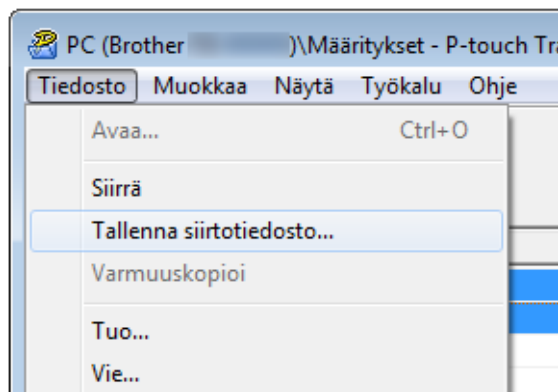 PC (Brother )\Määritykset - P-touch Tra
Tiedosto Muokkaa Näytä Työkalu Ohje
Avaa... Ctrl+O
Siirrä
Tallenna siirtotiedosto...
Varmuuskopioi
Tuo...
Vie...